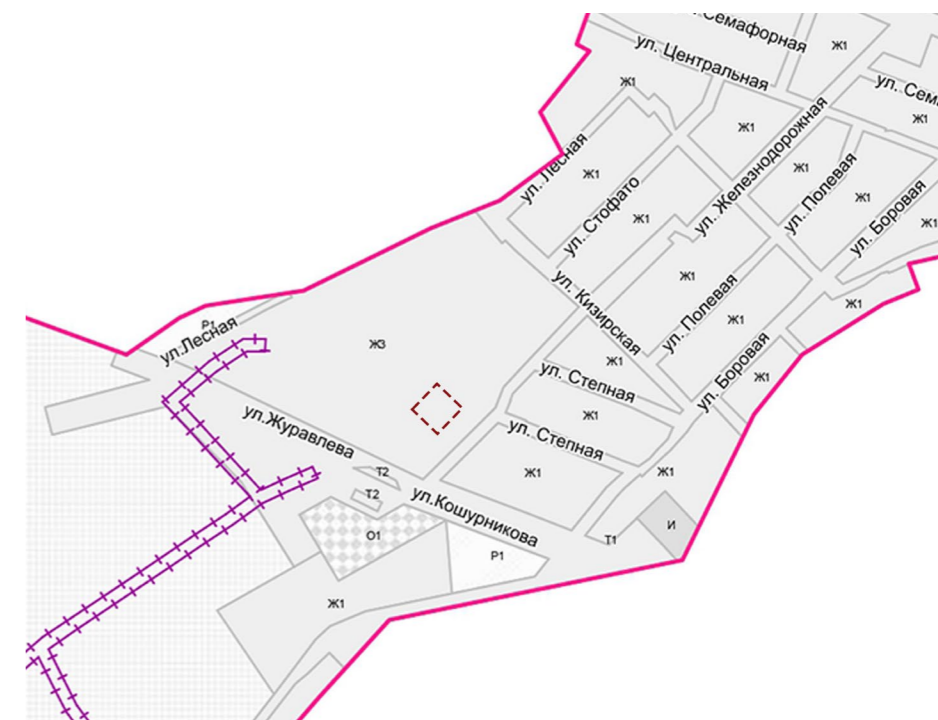 Семафорная
Ж1
ул. Центральная
Ж1
ул. Сем
Ж1
Ж1
ул. Железнодорожная
ул. Лесная
Ж1
Ж1
ул. Полевая
Ж1
ул. Стофато
Ж1
ул. Боровая
Ж1
Ж1
ул. Кизирская
ул. Полевая
Ж1
Ж1
Р1
ул.Лесная
Ж3
Ж1
ул. Боровая
Ж1
ул. Степная
Ж1
ул.Журавлева
ул. Степная
Т2
Ж1
Ж1
Т2
ул.Кошурникова
О1
Р1
Т1
И
Ж1